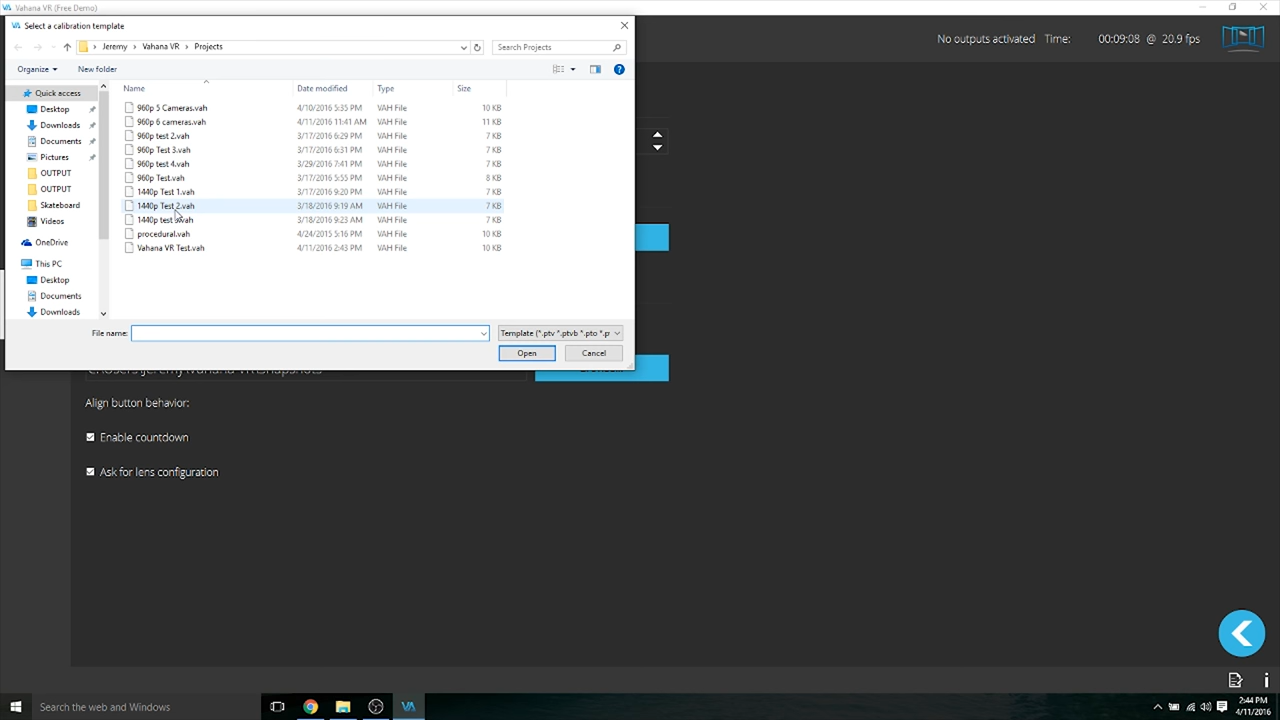 Vahana VR (Free Demo)
Select a calibration template
Jeremy > Vahana VR > Projects
Search Projects
No outputs activated Time: 00:09:08 @ 20.9 fps
Organize New folder
Quick access
Desktop
Downloads
Documents
Pictures
OUTPUT
OUTPUT
Skateboard
Videos
OneDrive
This PC
Desktop
Documents
Downloads
Name Date modified Type Size
960p 5 Cameras.vah 4/10/2016 5:35 PM VAH File 10 KB
960p 6 cameras.vah 4/11/2016 11:41 AM VAH File 11 KB
960p test 2.vah 3/17/2016 6:29 PM VAH File 7 KB
960p Test 3.vah 3/17/2016 6:31 PM VAH File 7 KB
960p test 4.vah 3/29/2016 7:41 PM VAH File 7 KB
960p Test.vah 3/17/2016 5:55 PM VAH File 8 KB
1440p Test 1.vah 3/17/2016 9:20 PM VAH File 7 KB
1440p Test 2.vah 3/18/2016 9:19 AM VAH File 7 KB
1440p test 3.vah 3/18/2016 9:23 AM VAH File 7 KB
procedural.vah 4/24/2015 5:16 PM VAH File 10 KB
Vahana VR Test.vah 4/11/2016 2:43 PM VAH File 10 KB
File name: Template (*.ptv *.ptvb *.pto *.p
Open Cancel
Align button behavior:
Enable countdown
Ask for lens configuration
Search the web and Windows
VA
2:44 PM
4/11/2016